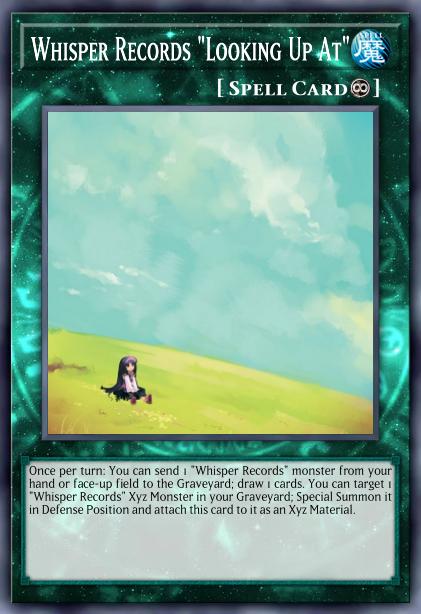 Whisper Records "Looking Up At" 魔
[ Spell Card ]
Once per turn: You can send 1 "Whisper Records" monster from your
hand or face-up field to the Graveyard; draw 1 cards. You can target 1
"Whisper Records" Xyz Monster in your Graveyard; Special Summon it
in Defense Position and attach this card to it as an Xyz Material.